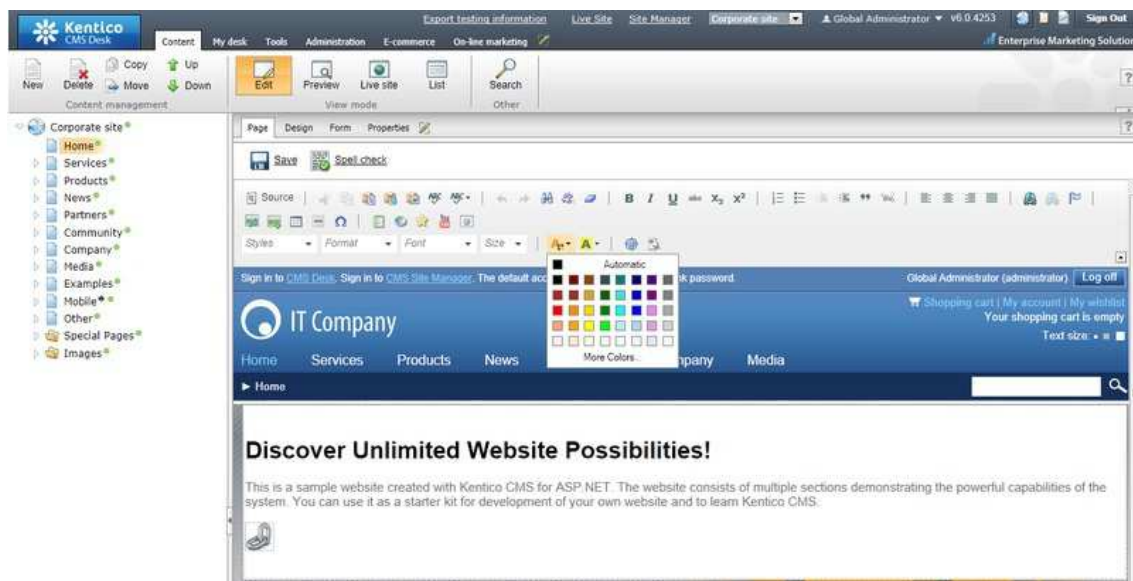 Kentico
CMS Desk
Export testing information Live Site Site Manager Corporate site Global Administrator v6.0.4253 Sign Out
Content My desk Tools Administration E-commerce On-line marketing Enterprise Marketing Solution
New Delete Copy Move Up Down
Content management
Edit Preview Live site List
View mode
Search
Other
Corporate site
Home
Services
Products
News
Partners
Community
Company
Media
Examples
Mobile
Other
Special Pages
Images
Page Design Form Properties
Save Spell check
Source B I U abc X2 X2
Styles Format Font Size A A
Automatic
More Colors...
Sign in to CMS Desk. Sign in to CMS Site Manager. The default acc k password.
Global Administrator (administrator) Log off
IT Company
Shopping cart | My account | My wishlist
Your shopping cart is empty
Text size:
Home Services Products News mpany Media
► Home
Discover Unlimited Website Possibilities!
This is a sample website created with Kentico CMS for ASP.NET. The website consists of multiple sections demonstrating the powerful capabilities of the
system. You can use it as a starter kit for development of your own website and to learn Kentico CMS.